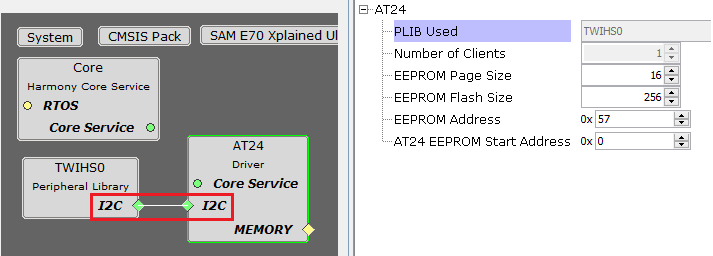 System
CMSIS Pack
SAM E70 Xplained Ul
Core
Harmony Core Service
RTOS
Core Service
TWIHS0
Peripheral Library
I2C
AT24
Driver
Core Service
I2C
MEMORY
AT24
PLIB Used TWIHS0
Number of Clients 1
EEPROM Page Size 16
EEPROM Flash Size 256
EEPROM Address 0x 57
AT24 EEPROM Start Address 0x 0